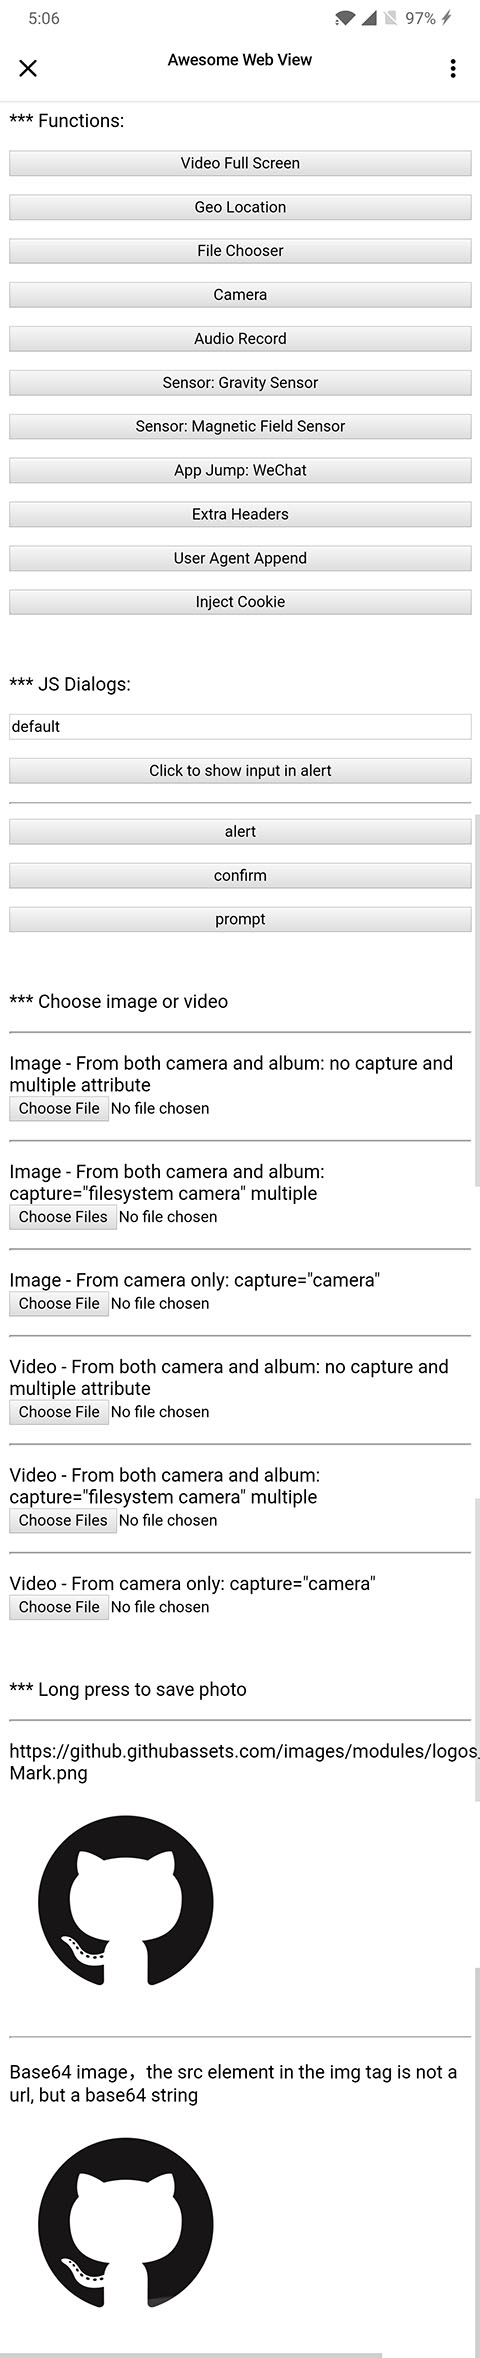 5:06
97%
Awesome Web View
*** Functions:
Video Full Screen
Geo Location
File Chooser
Camera
Audio Record
Sensor: Gravity Sensor
Sensor: Magnetic Field Sensor
App Jump: WeChat
Extra Headers
User Agent Append
Inject Cookie
*** JS Dialogs:
default
Click to show input in alert
alert
confirm
prompt
*** Choose image or video
Image - From both camera and album: no capture and
multiple attribute
Choose File No file chosen
Image - From both camera and album:
capture="filesystem camera" multiple
Choose Files No file chosen
Image - From camera only: capture="camera"
Choose File No file chosen
Video - From both camera and album: no capture and
multiple attribute
Choose File No file chosen
Video - From both camera and album:
capture="filesystem camera" multiple
Choose Files No file chosen
Video - From camera only: capture="camera"
Choose File No file chosen
*** Long press to save photo
https://github.githubassets.com/images/modules/logos_
Mark.png
Base64 image，the src element in the img tag is not a
url, but a base64 string